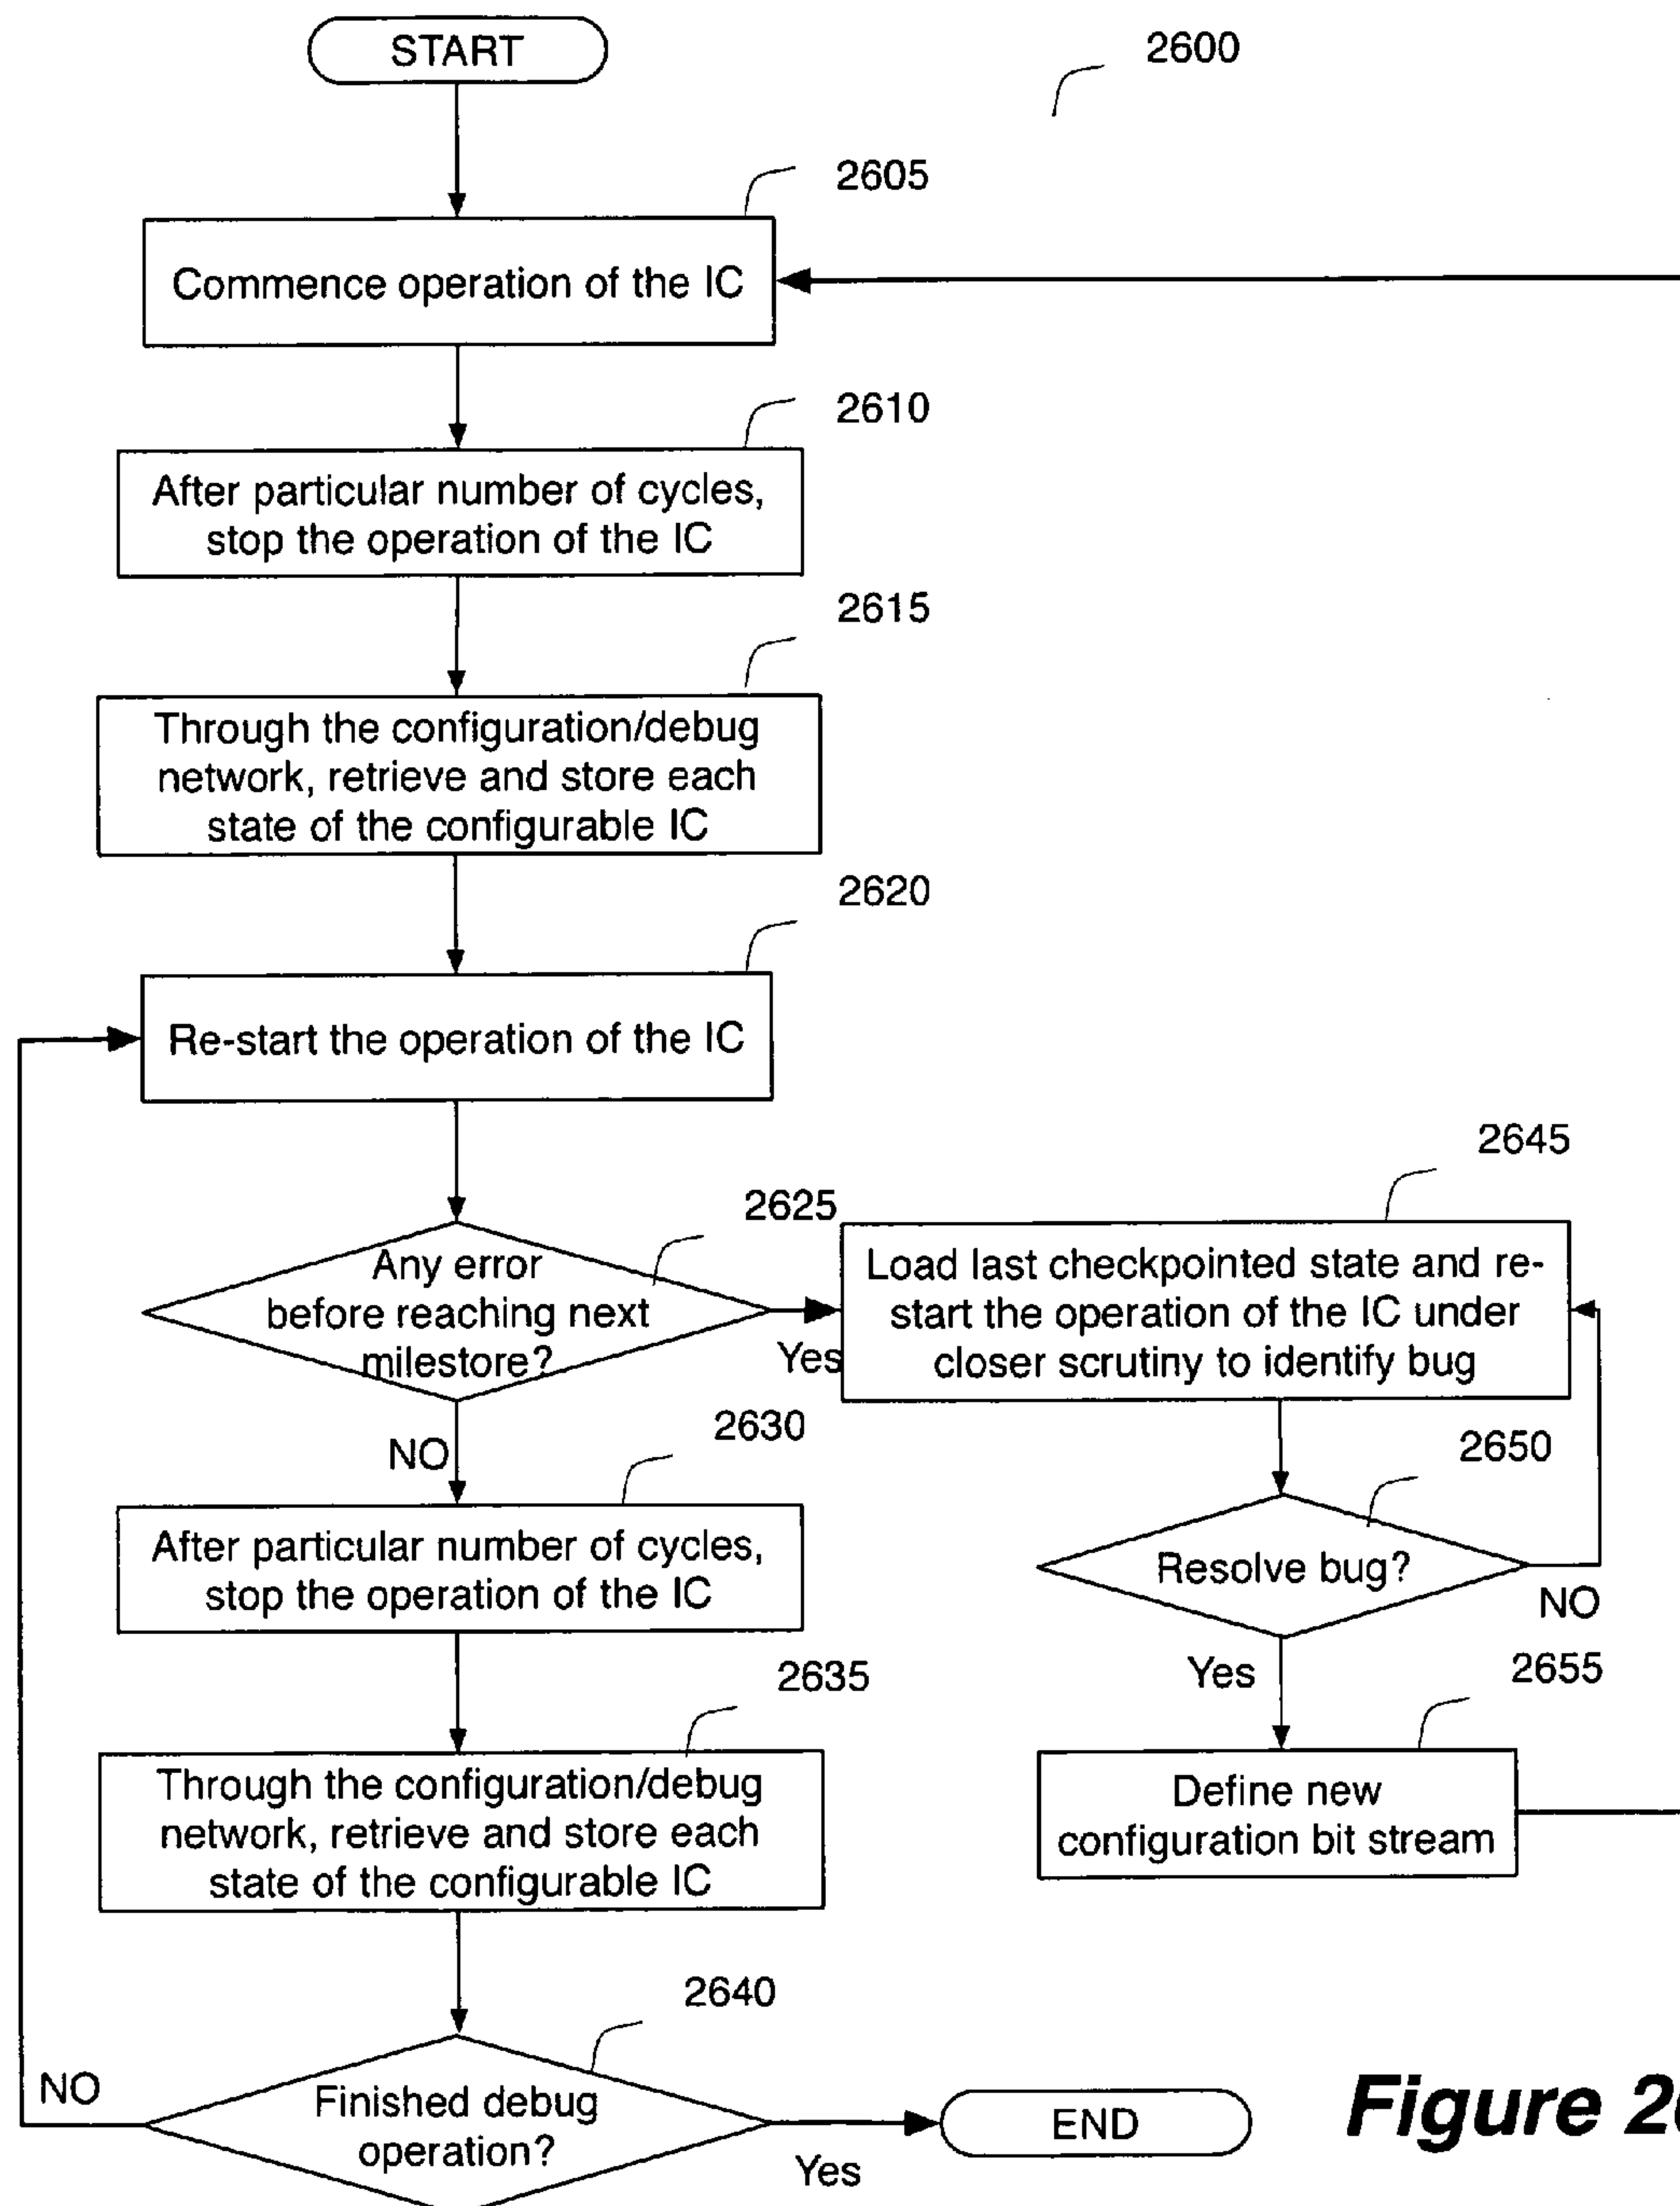 START
2600
2605
Commence operation of the IC
2610
After particular number of cycles,
stop the operation of the IC
2615
Through the configuration/debug
network, retrieve and store each
state of the configurable IC
2620
Re-start the operation of the IC
2625
Any error
before reaching next
milestore?
Yes
NO
2645
Load last checkpointed state and re-
start the operation of the IC under
closer scrutiny to identify bug
2650
Resolve bug?
NO
Yes
2630
After particular number of cycles,
stop the operation of the IC
2655
Define new
configuration bit stream
2635
Through the configuration/debug
network, retrieve and store each
state of the configurable IC
2640
Finished debug
operation?
NO
Yes
END
Figure 2